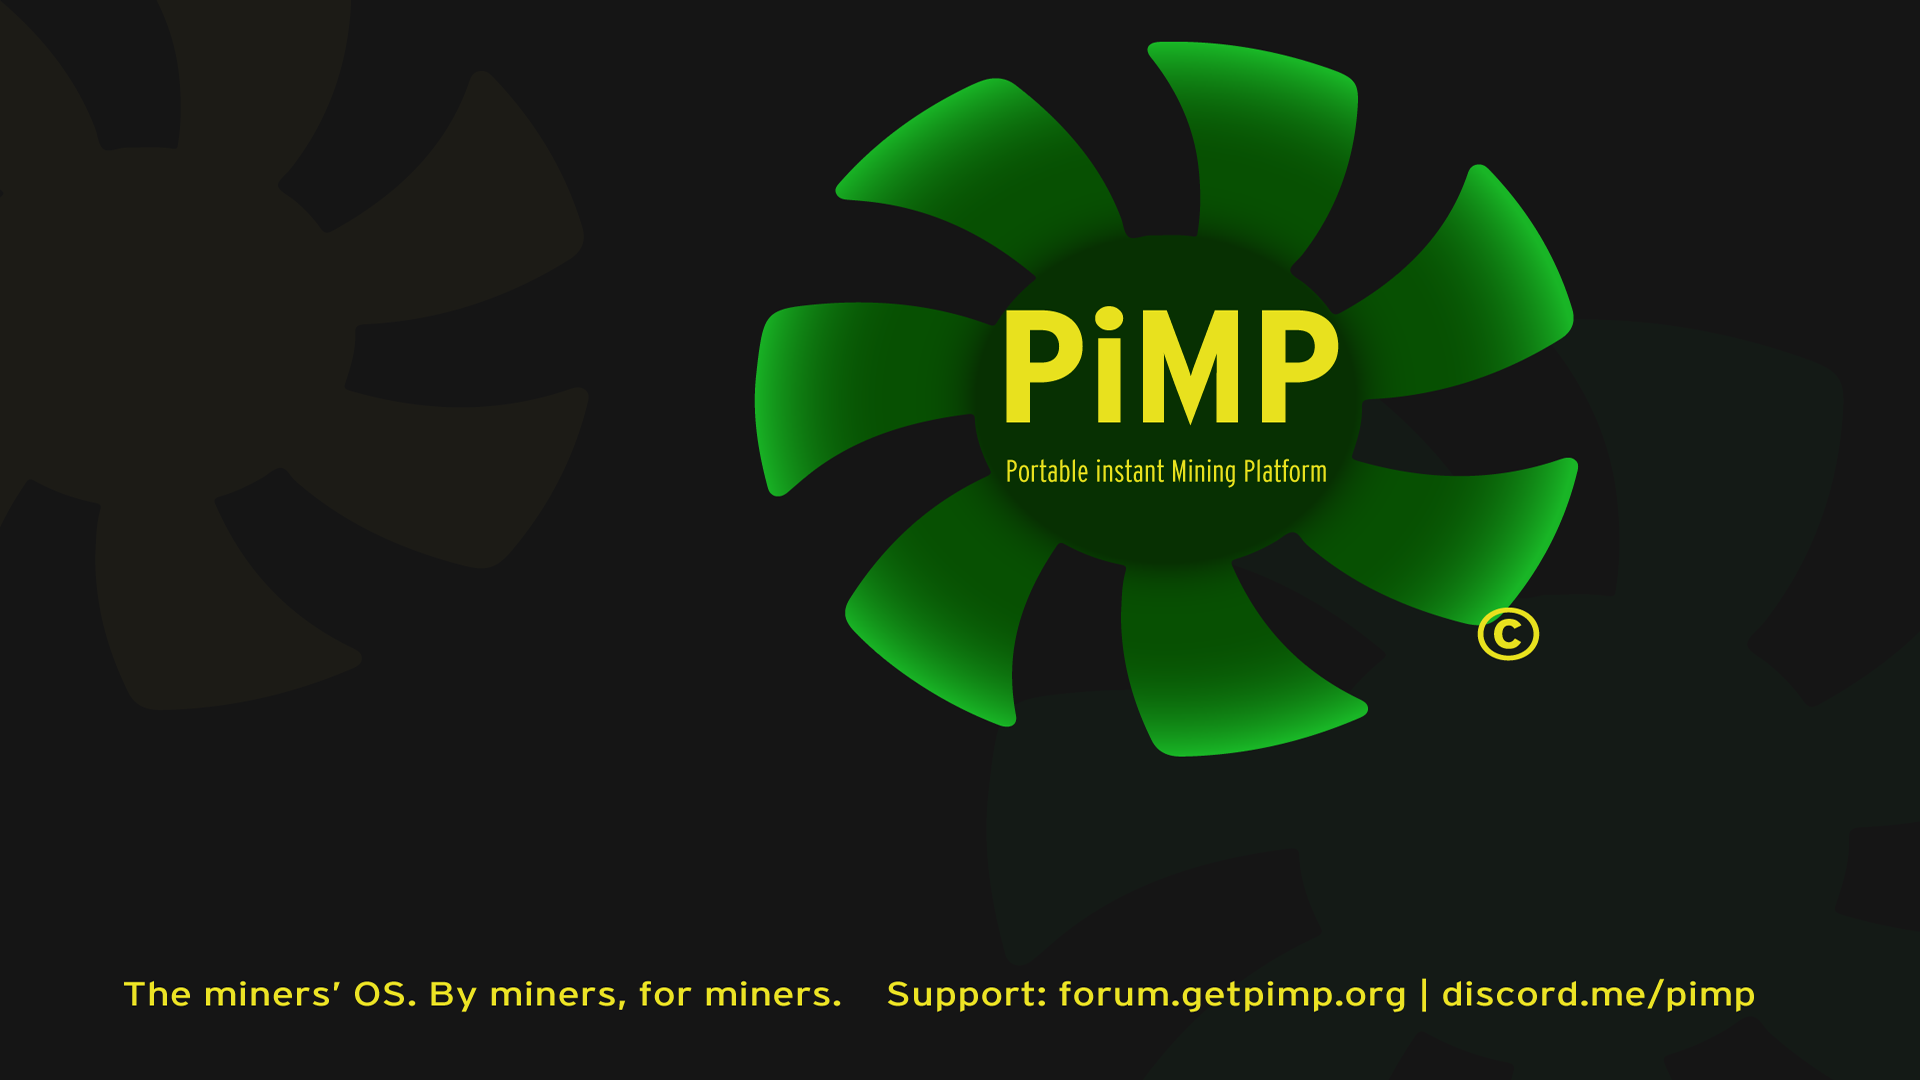 PiMP
Portable instant Mining Platform
©
The miners’ OS. By miners, for miners. Support: forum.getpimp.org | discord.me/pimp